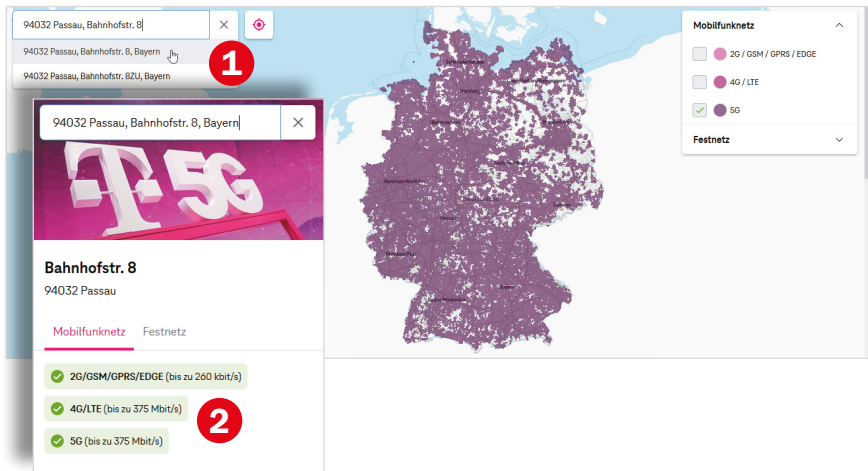 94032 Passau, Bahnhofstr. 8
94032 Passau, Bahnhofstr. 8, Bayern
94032 Passau, Bahnhofstr. 8ZU, Bayern
1
94032 Passau, Bahnhofstr. 8, Bayern
T 5G
Bahnhofstr. 8
94032 Passau
Mobilfunknetz Festnetz
2G/GSM/GPRS/EDGE (bis zu 260 kbit/s)
4G/LTE (bis zu 375 Mbit/s)
5G (bis zu 375 Mbit/s)
2
Mobilfunknetz
2G / GSM / GPRS / EDGE
4G / LTE
5G
Festnetz